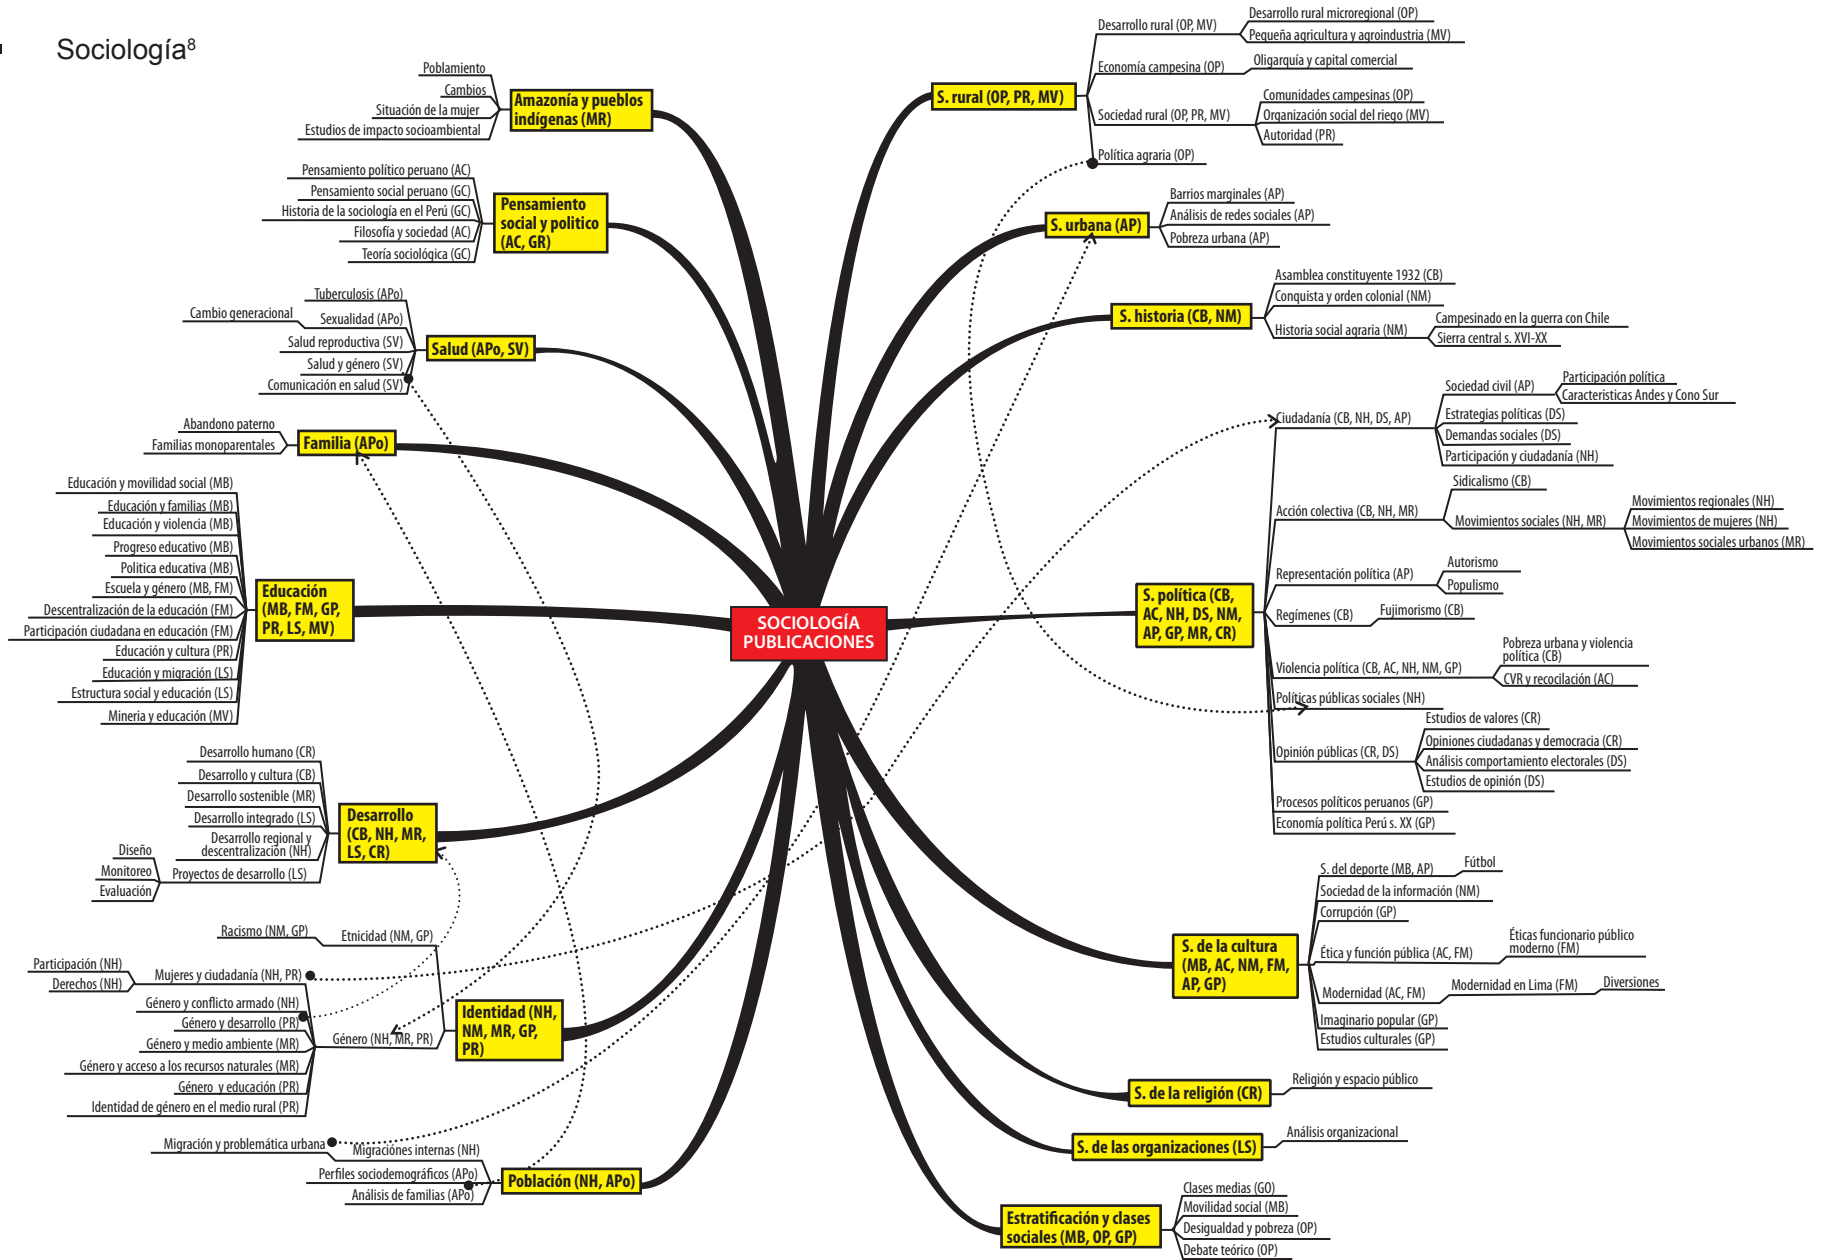 Sociología⁸
Poblamiento
Cambios
Situación de la mujer
Estudios de impacto socioambiental
Amazonía y pueblos
indígenas (MR)
Pensamiento político peruano (AC)
Pensamiento social peruano (GC)
Historia de la sociología en el Perú (GC)
Filosofía y sociedad (AC)
Teoría sociológica (GC)
Pensamiento
social y politico
(AC, GR)
Tuberculosis (APo)
Cambio generacional
Sexualidad (APo)
Salud reproductiva (SV)
Salud y género (SV)
Comunicación en salud (SV)
Salud (APo, SV)
Abandono paterno
Familias monoparentales
Familia (APo)
Educación y movilidad social (MB)
Educación y familias (MB)
Educación y violencia (MB)
Progreso educativo (MB)
Politica educativa (MB)
Escuela y género (MB, FM)
Descentralización de la educación (FM)
Participación ciudadana en educación (FM)
Educación y cultura (PR)
Educación y migración (LS)
Estructura social y educación (LS)
Mineria y educación (MV)
Educación
(MB, FM, GP,
PR, LS, MV)
Desarrollo humano (CR)
Desarrollo y cultura (CB)
Desarrollo sostenible (MR)
Desarrollo integrado (LS)
Desarrollo regional y
descentralización (NH)
Diseño
Monitoreo
Evaluación
Proyectos de desarrollo (LS)
Desarrollo
(CB, NH, MR,
LS, CR)
Racismo (NM, GP)
Etnicidad (NM, GP)
Participación (NH)
Derechos (NH)
Mujeres y ciudadanía (NH, PR)
Género y conflicto armado (NH)
Género y desarrollo (PR)
Género y medio ambiente (MR)
Género y acceso a los recursos naturales (MR)
Género  y educación (PR)
Identidad de género en el medio rural (PR)
Género (NH, MR, PR)
Identidad (NH,
NM, MR, GP,
PR)
Migración y problemática urbana
Migraciónes internas (NH)
Perfiles sociodemográficos (APo)
Análisis de familias (APo)
Población (NH, APo)
SOCIOLOGÍA
PUBLICACIONES
S. rural (OP, PR, MV)
Desarrollo rural (OP, MV)
Desarrollo rural microregional (OP)
Pequeña agricultura y agroindustria (MV)
Economía campesina (OP)
Oligarquía y capital comercial
Sociedad rural (OP, PR, MV)
Comunidades campesinas (OP)
Organización social del riego (MV)
Autoridad (PR)
Política agraria (OP)
S. urbana (AP)
Barrios marginales (AP)
Análisis de redes sociales (AP)
Pobreza urbana (AP)
S. historia (CB, NM)
Asamblea constituyente 1932 (CB)
Conquista y orden colonial (NM)
Historia social agraria (NM)
Campesinado en la guerra con Chile
Sierra central s. XVI-XX
S. política (CB,
AC, NH, DS, NM,
AP, GP, MR, CR)
Ciudadanía (CB, NH, DS, AP)
Sociedad civil (AP)
Participación política
Caracteristicas Andes y Cono Sur
Estrategias políticas (DS)
Demandas sociales (DS)
Participación y ciudadanía (NH)
Acción colectiva (CB, NH, MR)
Sidicalismo (CB)
Movimientos sociales (NH, MR)
Movimientos regionales (NH)
Movimientos de mujeres (NH)
Movimientos sociales urbanos (MR)
Representación política (AP)
Autorismo
Populismo
Regímenes (CB)
Fujimorismo (CB)
Violencia política (CB, AC, NH, NM, GP)
Pobreza urbana y violencia
política (CB)
CVR y recocilación (AC)
Políticas públicas sociales (NH)
Opinión públicas (CR, DS)
Estudios de valores (CR)
Opiniones ciudadanas y democracia (CR)
Análisis comportamiento electorales (DS)
Estudios de opinión (DS)
Procesos políticos peruanos (GP)
Economía política Perú s. XX (GP)
S. de la cultura
(MB, AC, NM, FM,
AP, GP)
S. del deporte (MB, AP)
Fútbol
Sociedad de la información (NM)
Corrupción (GP)
Ética y función pública (AC, FM)
Éticas funcionario público
moderno (FM)
Modernidad (AC, FM)
Modernidad en Lima (FM)
Diversiones
Imaginario popular (GP)
Estudios culturales (GP)
S. de la religión (CR)
Religión y espacio público
S. de las organizaciones (LS)
Análisis organizacional
Estratificación y clases
sociales (MB, OP, GP)
Clases medias (GO)
Movilidad social (MB)
Desigualdad y pobreza (OP)
Debate teórico (OP)